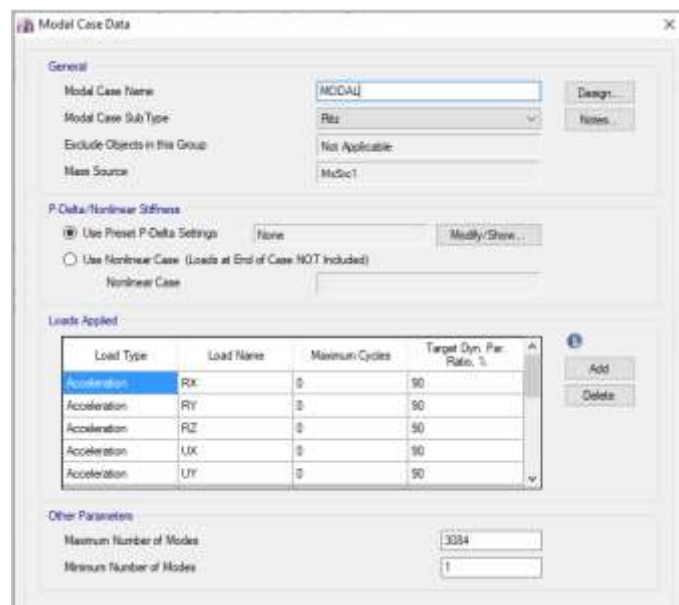 Modal Case Data
General
Modal Case Name MODAL Design...
Modal Case SubType Ritz Notes...
Exclude Objects in this Group Not Applicable
Mass Source MsSrc1
P-Delta/Nonlinear Stiffness
Use Preset P-Delta Settings None Modify/Show...
Use Nonlinear Case (Loads at End of Case NOT Included)
Nonlinear Case
Loads Applied
Load Type Load Name Maximum Cycles Target Dyn. Par. Ratio, %
Add
Acceleration RX 0 90
Delete
Acceleration RY 0 90
Acceleration RZ 0 90
Acceleration UX 0 90
Acceleration UY 0 90
Other Parameters
Maximum Number of Modes 3084
Minimum Number of Modes 1